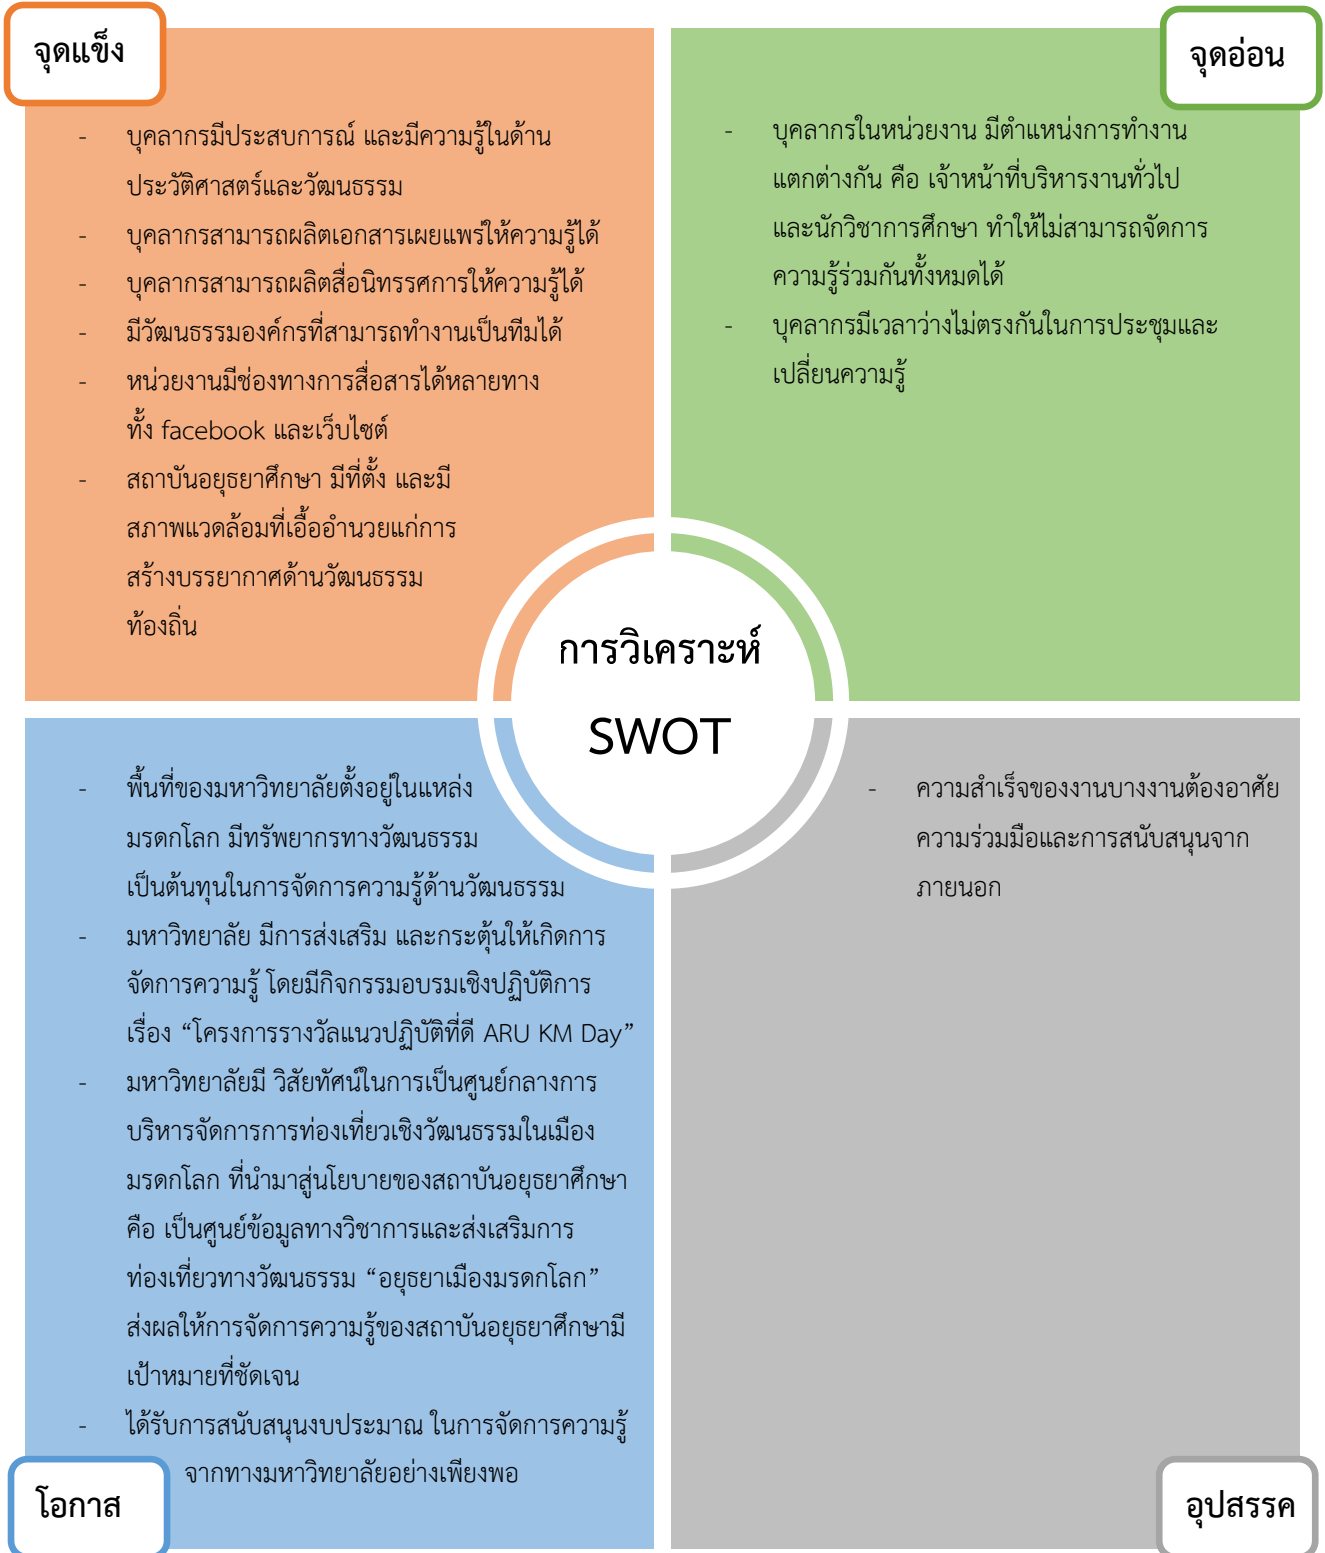 จุดแข็ง
- บุคลากรมีประสบการณ์ และมีความรู้ในด้าน
ประวัติศาสตร์และวัฒนธรรม
- บุคลากรสามารถผลิตเอกสารเผยแพร่ให้ความรู้ได้
- บุคลากรสามารถผลิตสื่อนิทรรศการให้ความรู้ได้
- มีวัฒนธรรมองค์กรที่สามารถทำงานเป็นทีมได้
- หน่วยงานมีช่องทางการสื่อสารได้หลายทาง
ทั้ง facebook และเว็บไซต์
- สถาบันอยุธยาศึกษา มีที่ตั้ง และมี
สภาพแวดล้อมที่เอื้ออำนวยแก่การ
สร้างบรรยากาศด้านวัฒนธรรม
ท้องถิ่น
จุดอ่อน
- บุคลากรในหน่วยงาน มีตำแหน่งการทำงาน
แตกต่างกัน คือ เจ้าหน้าที่บริหารงานทั่วไป
และนักวิชาการศึกษา ทำให้ไม่สามารถจัดการ
ความรู้ร่วมกันทั้งหมดได้
- บุคลากรมีเวลาว่างไม่ตรงกันในการประชุมและ
เปลี่ยนความรู้
การวิเคราะห์
SWOT
- พื้นที่ของมหาวิทยาลัยตั้งอยู่ในแหล่ง
มรดกโลก มีทรัพยากรทางวัฒนธรรม
เป็นต้นทุนในการจัดการความรู้ด้านวัฒนธรรม
- มหาวิทยาลัย มีการส่งเสริม และกระตุ้นให้เกิดการ
จัดการความรู้ โดยมีกิจกรรมอบรมเชิงปฏิบัติการ
เรื่อง “โครงการรางวัลแนวปฏิบัติที่ดี ARU KM Day”
- มหาวิทยาลัยมี วิสัยทัศน์ในการเป็นศูนย์กลางการ
บริหารจัดการการท่องเที่ยวเชิงวัฒนธรรมในเมือง
มรดกโลก ที่นำมาสู่นโยบายของสถาบันอยุธยาศึกษา
คือ เป็นศูนย์ข้อมูลทางวิชาการและส่งเสริมการ
ท่องเที่ยวทางวัฒนธรรม “อยุธยาเมืองมรดกโลก”
ส่งผลให้การจัดการความรู้ของสถาบันอยุธยาศึกษามี
เป้าหมายที่ชัดเจน
- ได้รับการสนับสนุนงบประมาณ ในการจัดการความรู้
จากทางมหาวิทยาลัยอย่างเพียงพอ
โอกาส
- ความสำเร็จของงานบางงานต้องอาศัย
ความร่วมมือและการสนับสนุนจาก
ภายนอก
อุปสรรค